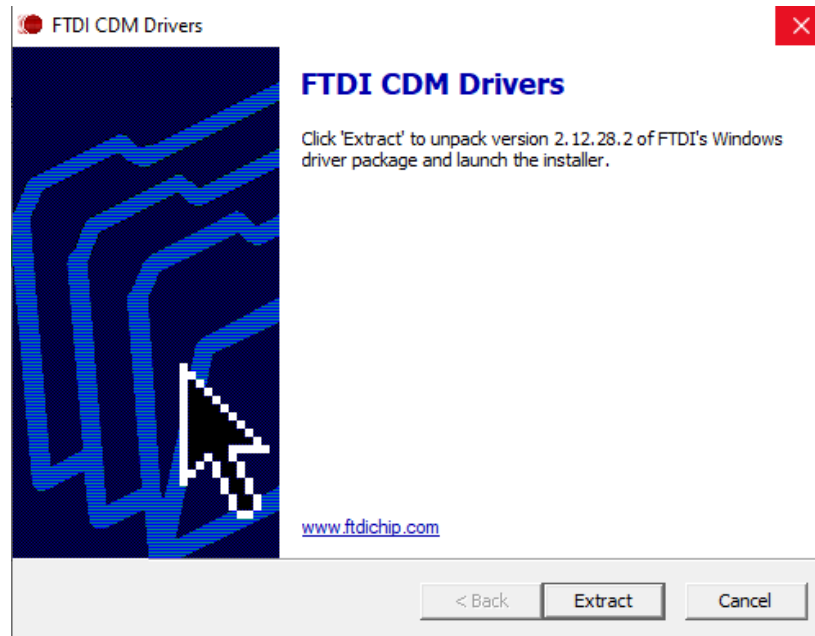 FTDI CDM Drivers
FTDI CDM Drivers
Click 'Extract' to unpack version 2.12.28.2 of FTDI's Windows
driver package and launch the installer.
www.ftdichip.com
< Back
Extract
Cancel